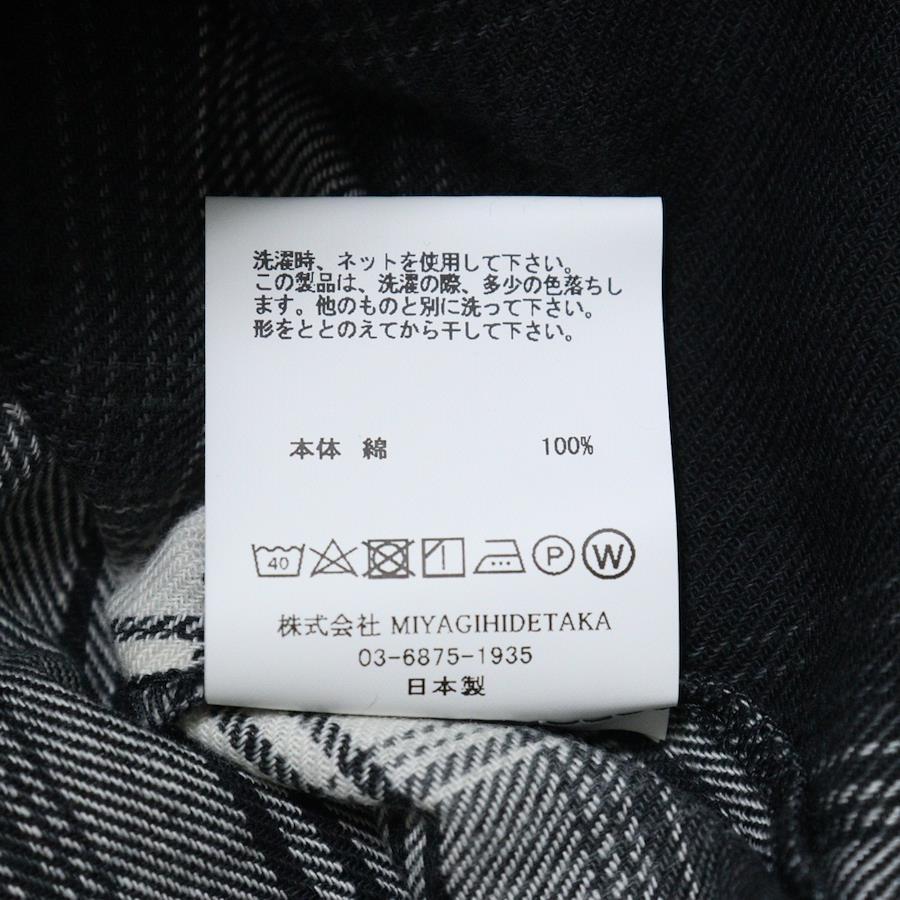 洗濯時、ネットを使用して下さい。
この製品は、洗濯の際、多少の色落ちし
ます。他のものと別に洗って下さい。
形をととのえてから干して下さい。
本体 綿 100%
40 P W
株式会社 MIYAGIHIDETAKA
03-6875-1935
日本製